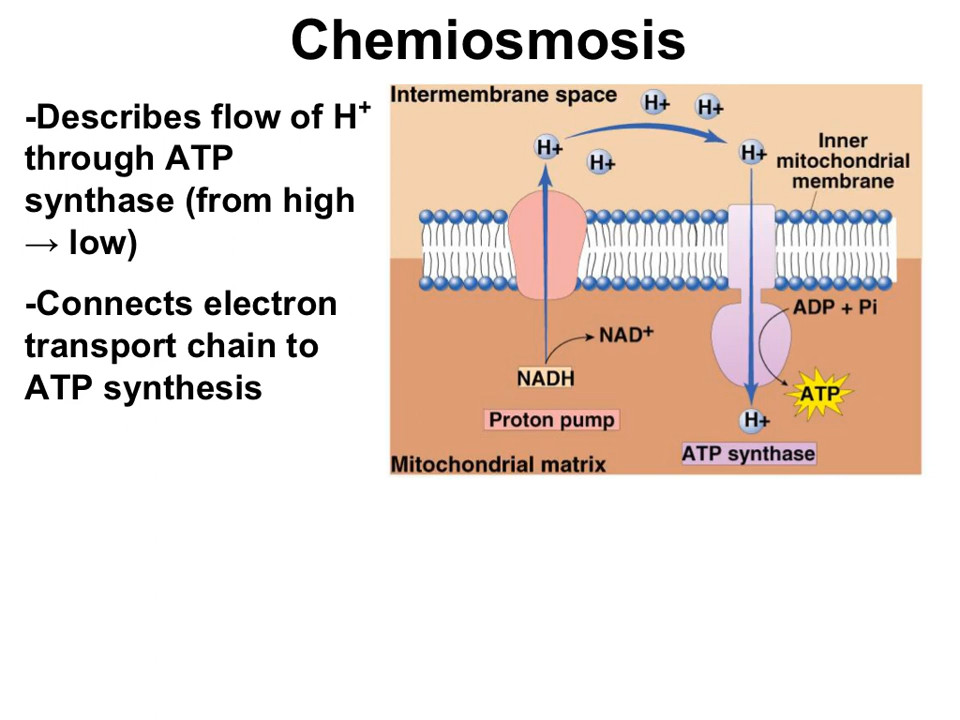 Chemiosmosis
-Describes flow of H⁺
through ATP
synthase (from high
→ low)
-Connects electron
transport chain to
ATP synthesis
Intermembrane space
H+
H+
H+
H+
H+
Inner
mitochondrial
membrane
ADP + Pi
NAD+
NADH
ATP
H+
Proton pump
ATP synthase
Mitochondrial matrix